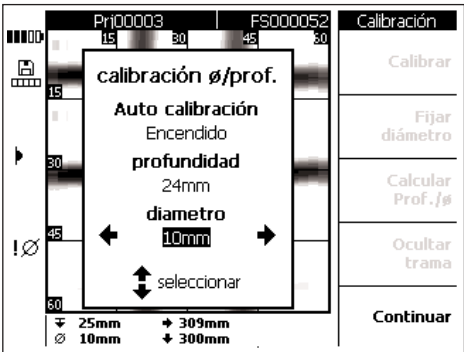 Prj00003 FS000052 Calibración
15 30 45 60
Calibrar
calibración ø/prof.
15
Auto calibración
Encendido
Fijar
diámetro
profundidad
30
24mm
Calcular
Prof./ø
diametro
45
10mm
!Ø
Ocultar
trama
seleccionar
60
Continuar
25mm 309mm
Ø 10mm 300mm